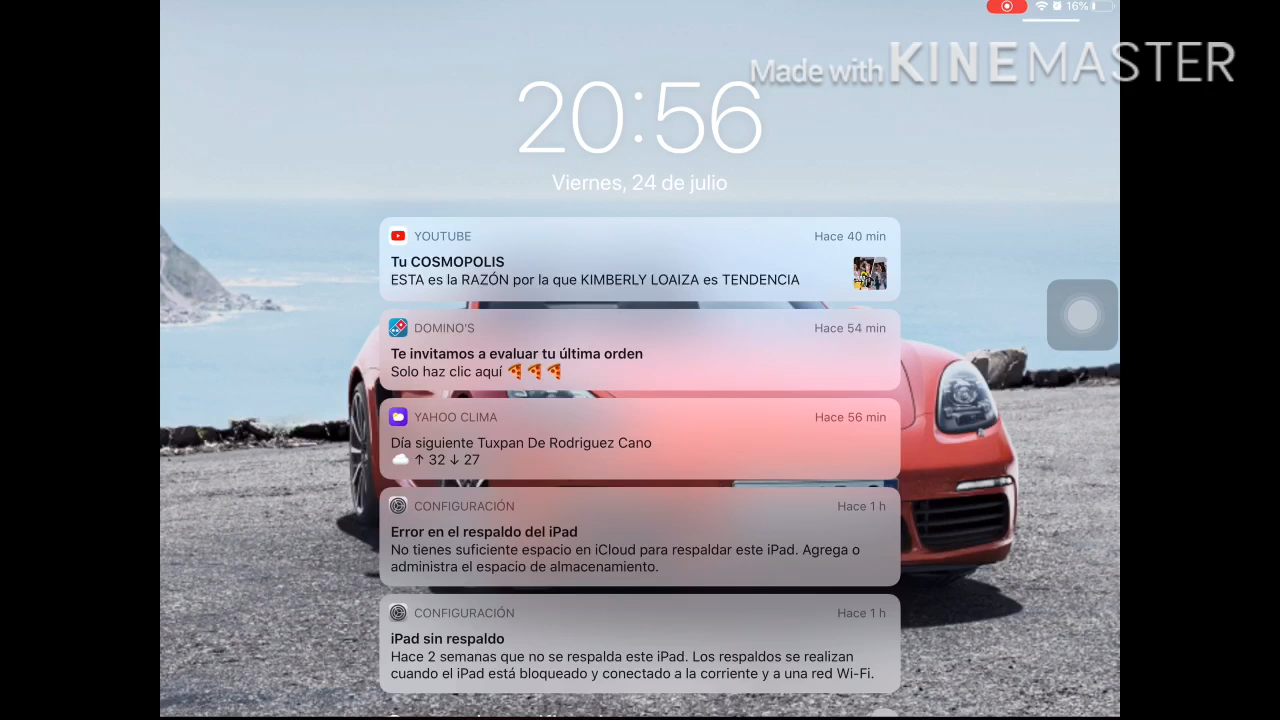 16%
Made with KINEMASTER
20:56
Viernes, 24 de julio
YOUTUBE Hace 40 min
Tu COSMOPOLIS
ESTA es la RAZÓN por la que KIMBERLY LOAIZA es TENDENCIA
DOMINO'S Hace 54 min
Te invitamos a evaluar tu última orden
Solo haz clic aquí 🍕🍕🍕
YAHOO CLIMA Hace 56 min
Día siguiente Tuxpan De Rodriguez Cano
☁️ ↑ 32 ↓ 27
CONFIGURACIÓN Hace 1 h
Error en el respaldo del iPad
No tienes suficiente espacio en iCloud para respaldar este iPad. Agrega o
administra el espacio de almacenamiento.
CONFIGURACIÓN Hace 1 h
iPad sin respaldo
Hace 2 semanas que no se respalda este iPad. Los respaldos se realizan
cuando el iPad está bloqueado y conectado a la corriente y a una red Wi-Fi.